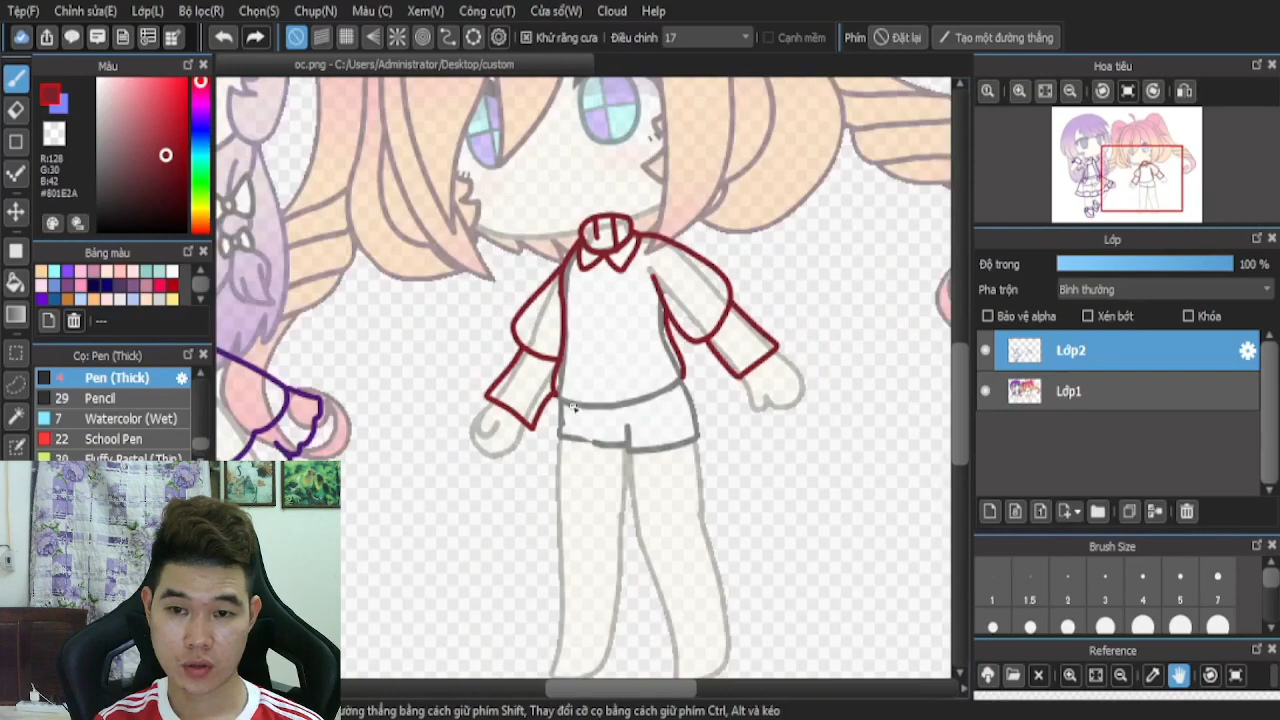 Tệp(F) Chỉnh sửa(E) Lớp(L) Bộ lọc(R) Chọn(S) Chụp(N) Màu (C) Xem(V) Công cụ(T) Cửa sổ(W) Cloud Help
Khử răng cưa Điều chỉnh 17 Cạnh mềm Phím Đặt lại Tạo một đường thẳng
Màu
oc.png - C:/Users/Administrator/Desktop/custom
Hoa tiêu
R:128
G:30
B:42
#801E2A
Bảng màu
---
Cọ: Pen (Thick)
4 Pen (Thick)
29 Pencil
7 Watercolor (Wet)
22 School Pen
30 Fluffy Pastel (Thin)
Lớp
Độ trong 100 %
Pha trộn Bình thường
Bảo vệ alpha Xén bớt Khóa
Lớp2
Lớp1
Brush Size
1 1.5 2 3 4 5 7
Reference
ường thẳng bằng cách giữ phím Shift, Thay đổi cỡ cọ bằng cách giữ phím Ctrl, Alt và kéo